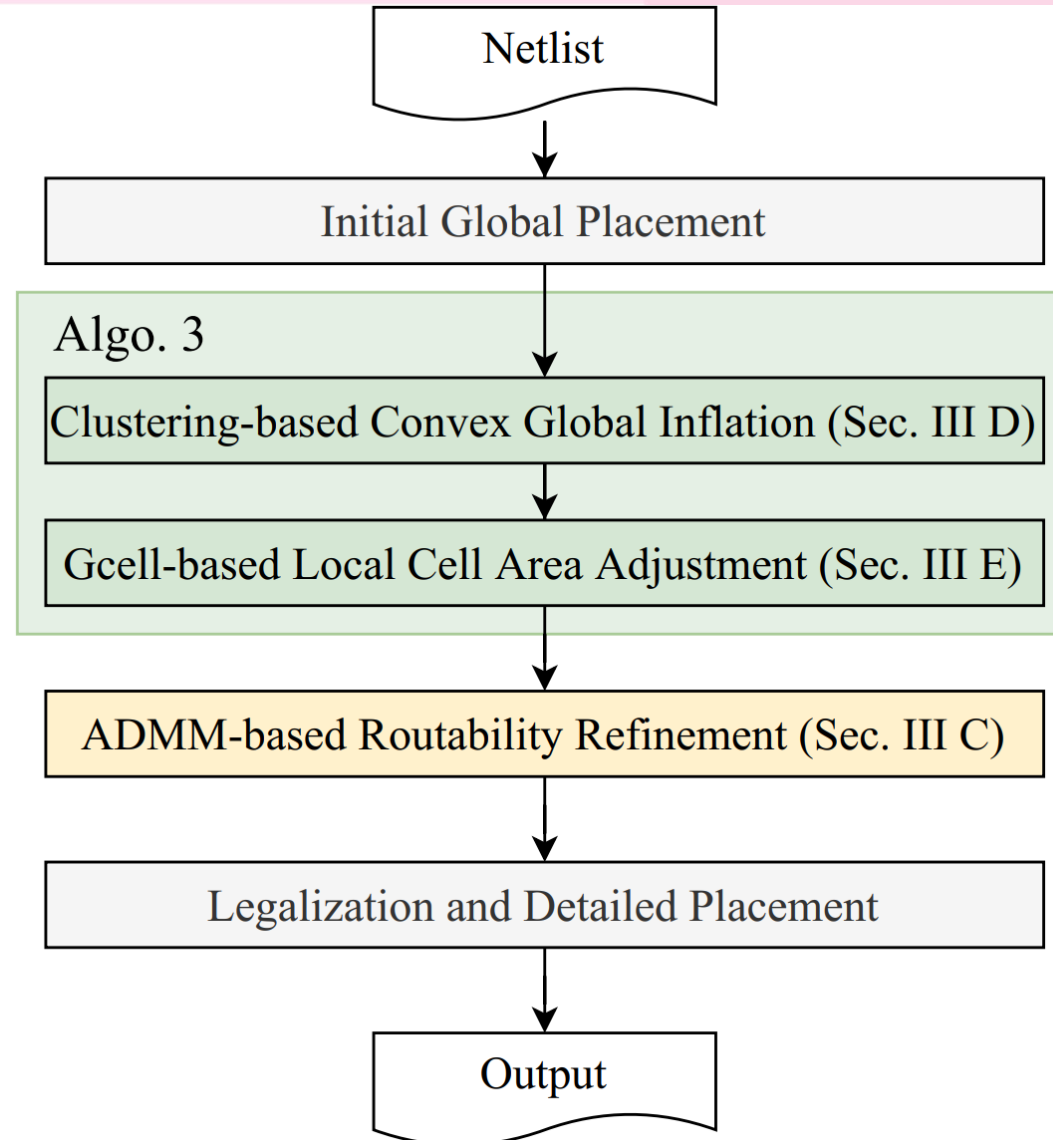 Netlist
Initial Global Placement
Algo. 3
Clustering-based Convex Global Inflation (Sec. III D)
Gcell-based Local Cell Area Adjustment (Sec. III E)
ADMM-based Routability Refinement (Sec. III C)
Legalization and Detailed Placement
Output